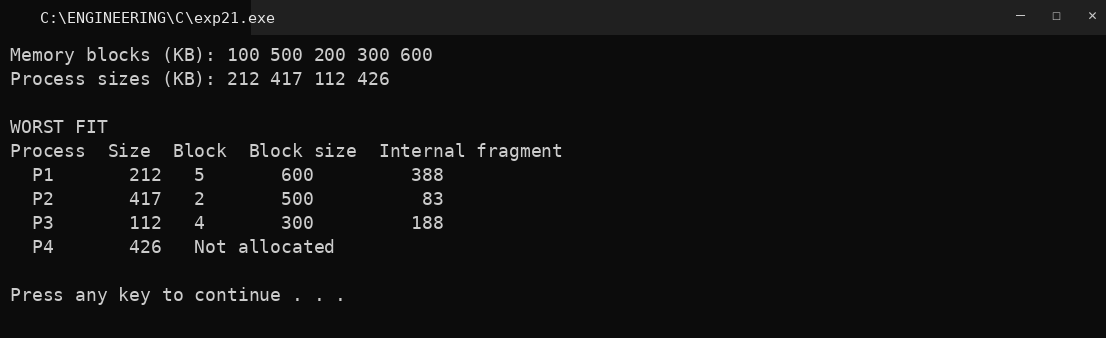 C:\ENGINEERING\C\exp21.exe
Memory blocks (KB): 100 500 200 300 600
Process sizes (KB): 212 417 112 426
WORST FIT
Process  Size  Block  Block size  Internal fragment
P1       212   5       600         388
P2       417   2       500          83
P3       112   4       300         188
P4       426   Not allocated
Press any key to continue . . .